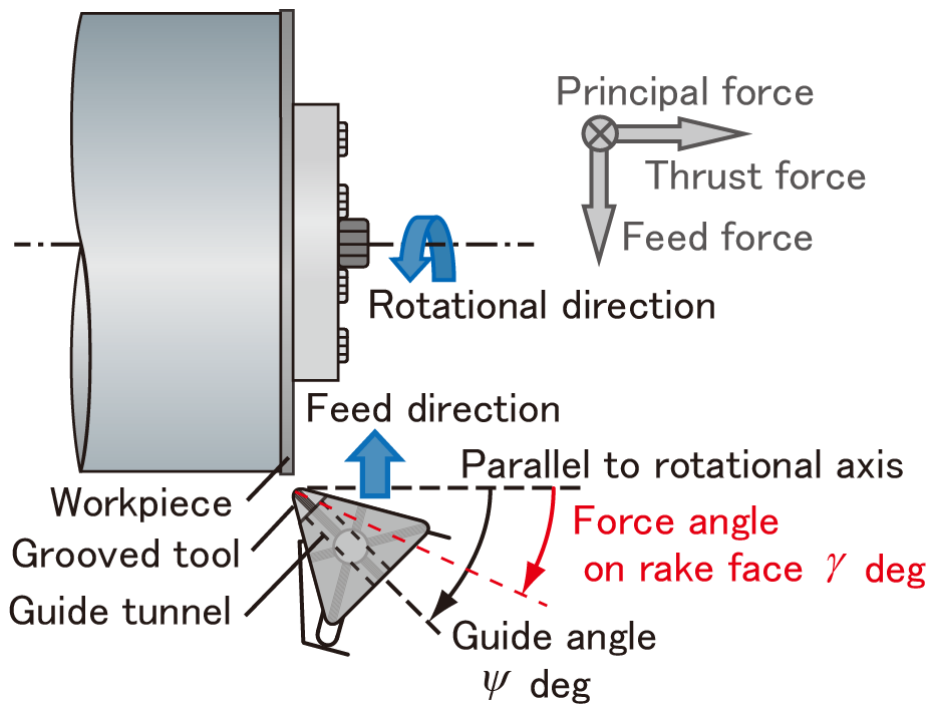 Principal force
Thrust force
Feed force
Rotational direction
Feed direction
Parallel to rotational axis
Workpiece
Grooved tool
Guide tunnel
Force angle
on rake face γ deg
Guide angle
ψ deg